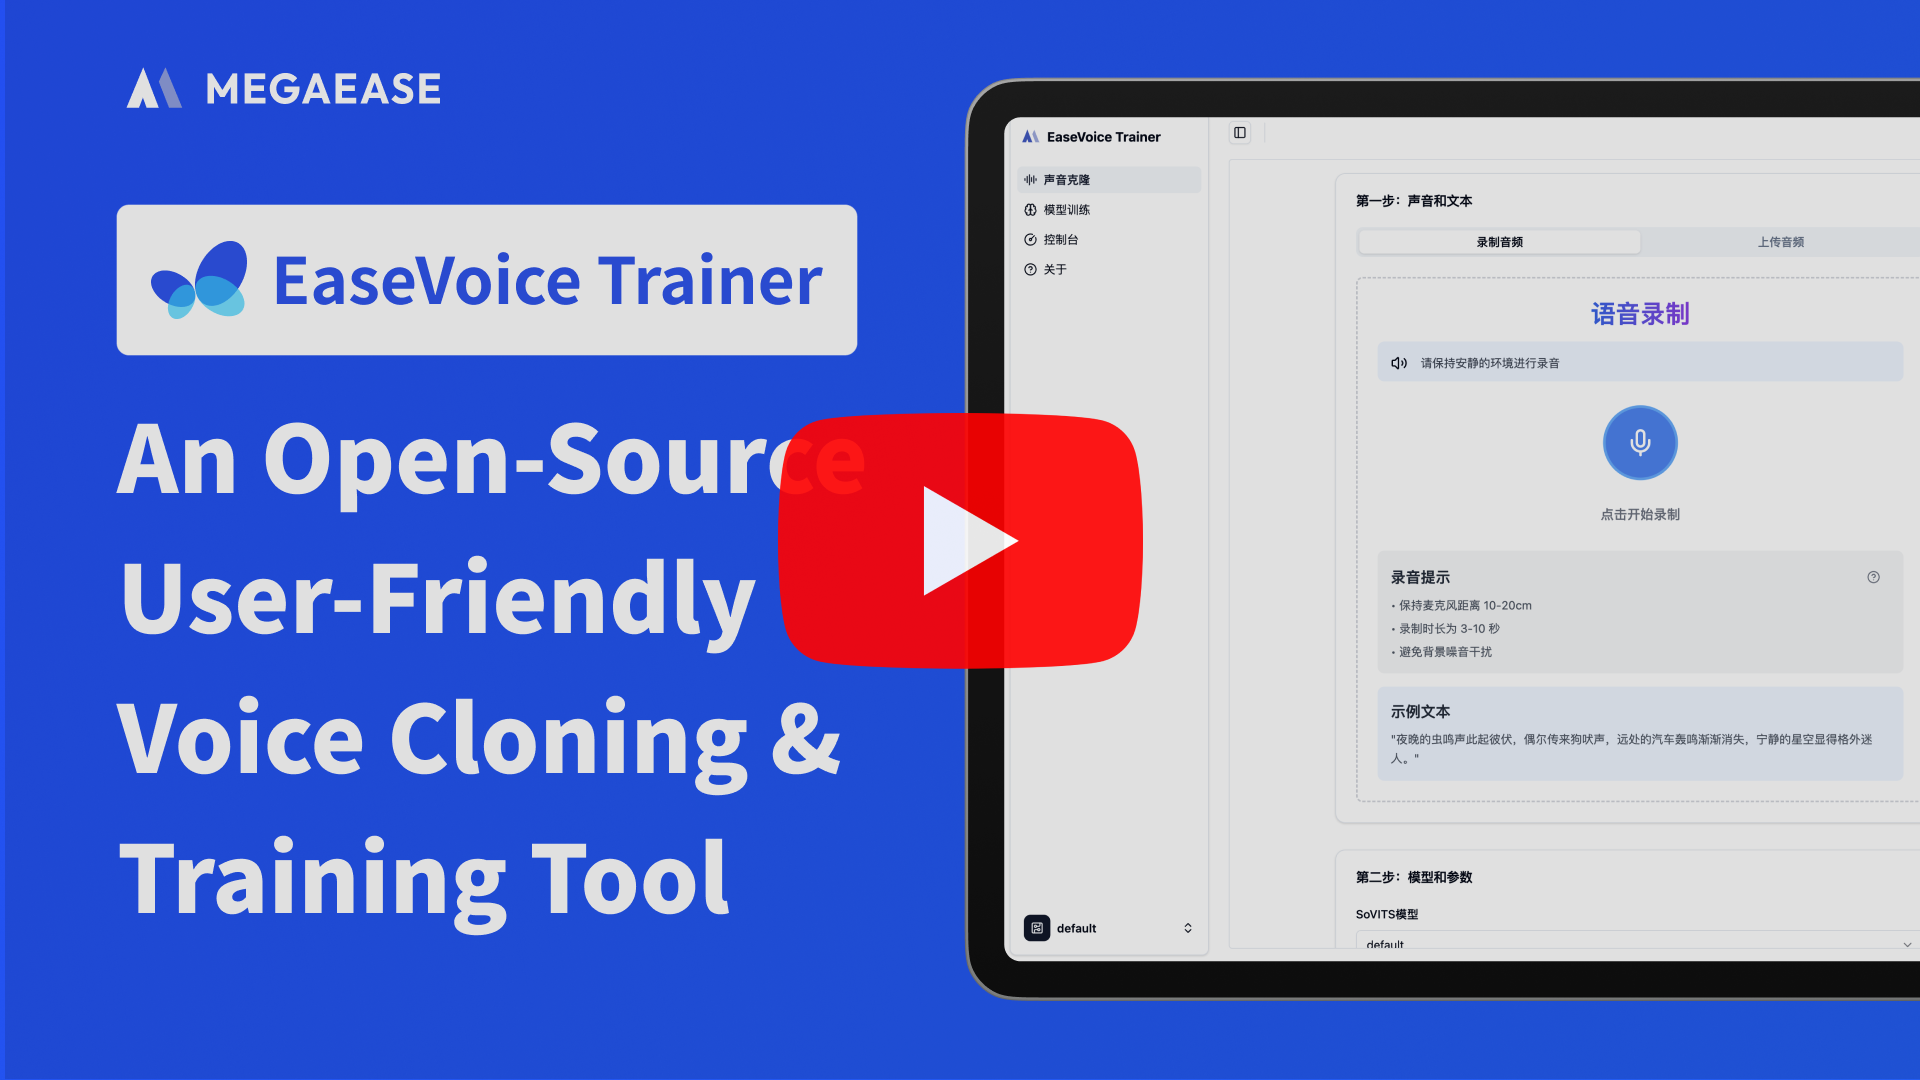 MEGAEASE
EaseVoice Trainer
An Open-Source
User-Friendly
Voice Cloning &
Training Tool
EaseVoice Trainer
声音克隆
模型训练
控制台
关于
default
第一步：声音和文本
录制音频
上传音频
语音录制
请保持安静的环境进行录音
点击开始录制
录音提示
• 保持麦克风距离 10-20cm
• 录制时长为 3-10 秒
• 避免背景噪音干扰
示例文本
"夜晚的虫鸣声此起彼伏，偶尔传来狗吠声，远处的汽车轰鸣渐渐消失，宁静的星空显得格外迷
人。"
第二步：模型和参数
SoVITS模型
default